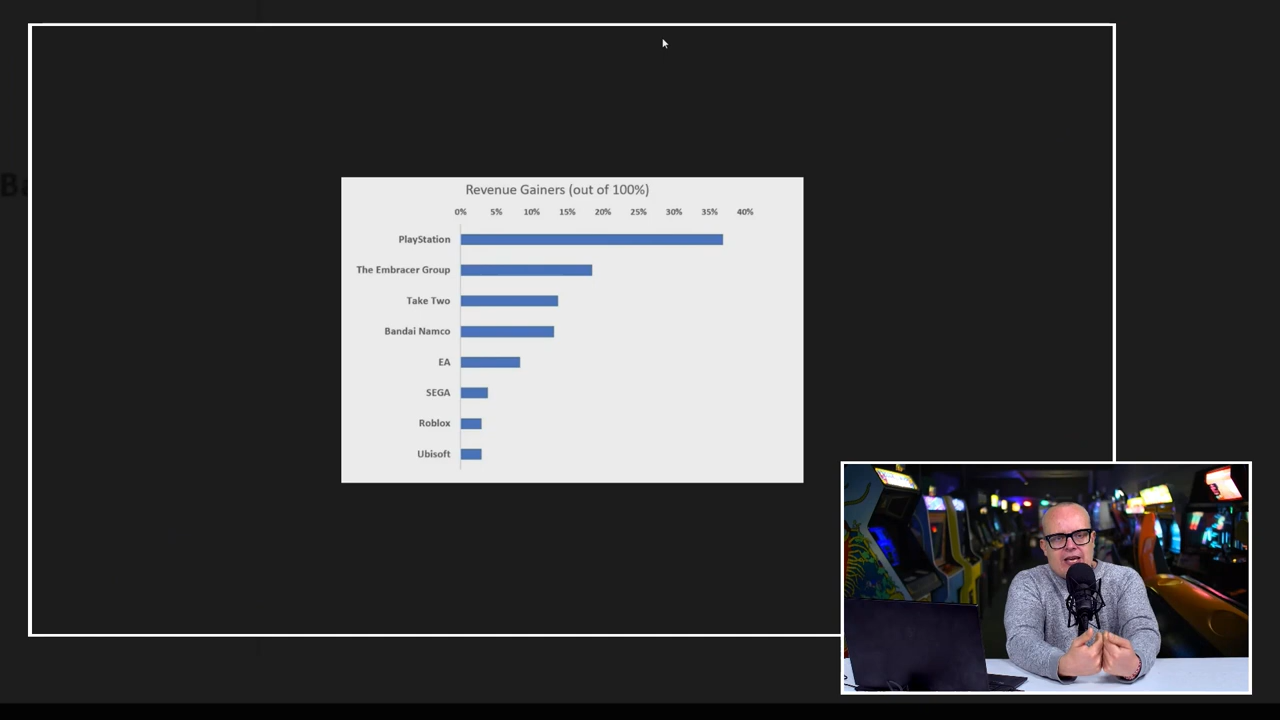 Revenue Gainers (out of 100%)
0% 5% 10% 15% 20% 25% 30% 35% 40%
PlayStation
The Embracer Group
Take Two
Bandai Namco
EA
SEGA
Roblox
Ubisoft